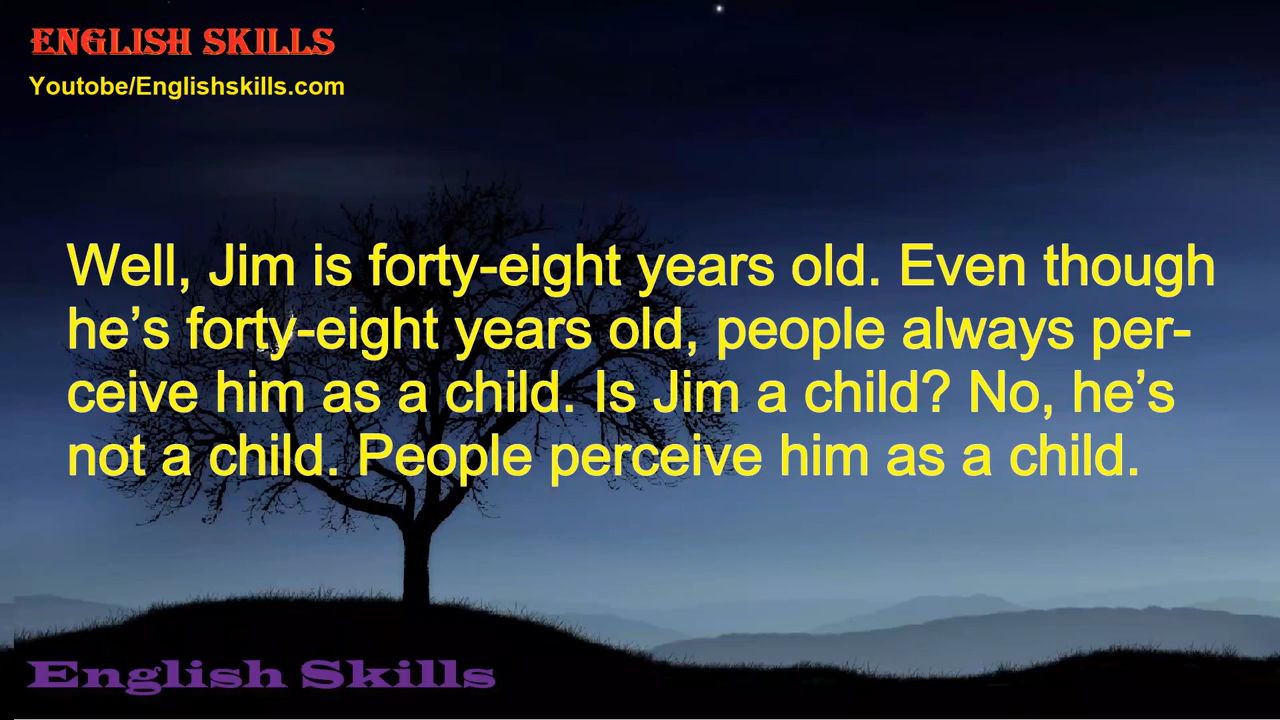 ENGLISH SKILLS
Youtobe/Englishskills.com
Well, Jim is forty-eight years old. Even though
he’s forty-eight years old, people always per-
ceive him as a child. Is Jim a child? No, he’s
not a child. People perceive him as a child.
English Skills